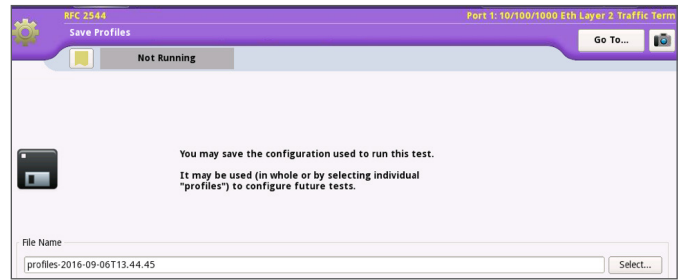 RFC 2544
Port 1: 10/100/1000 Eth Layer 2 Traffic Term
Save Profiles
Go To...
Not Running
You may save the configuration used to run this test.
It may be used (in whole or by selecting individual
"profiles") to configure future tests.
File Name
profiles-2016-09-06T13.44.45
Select...